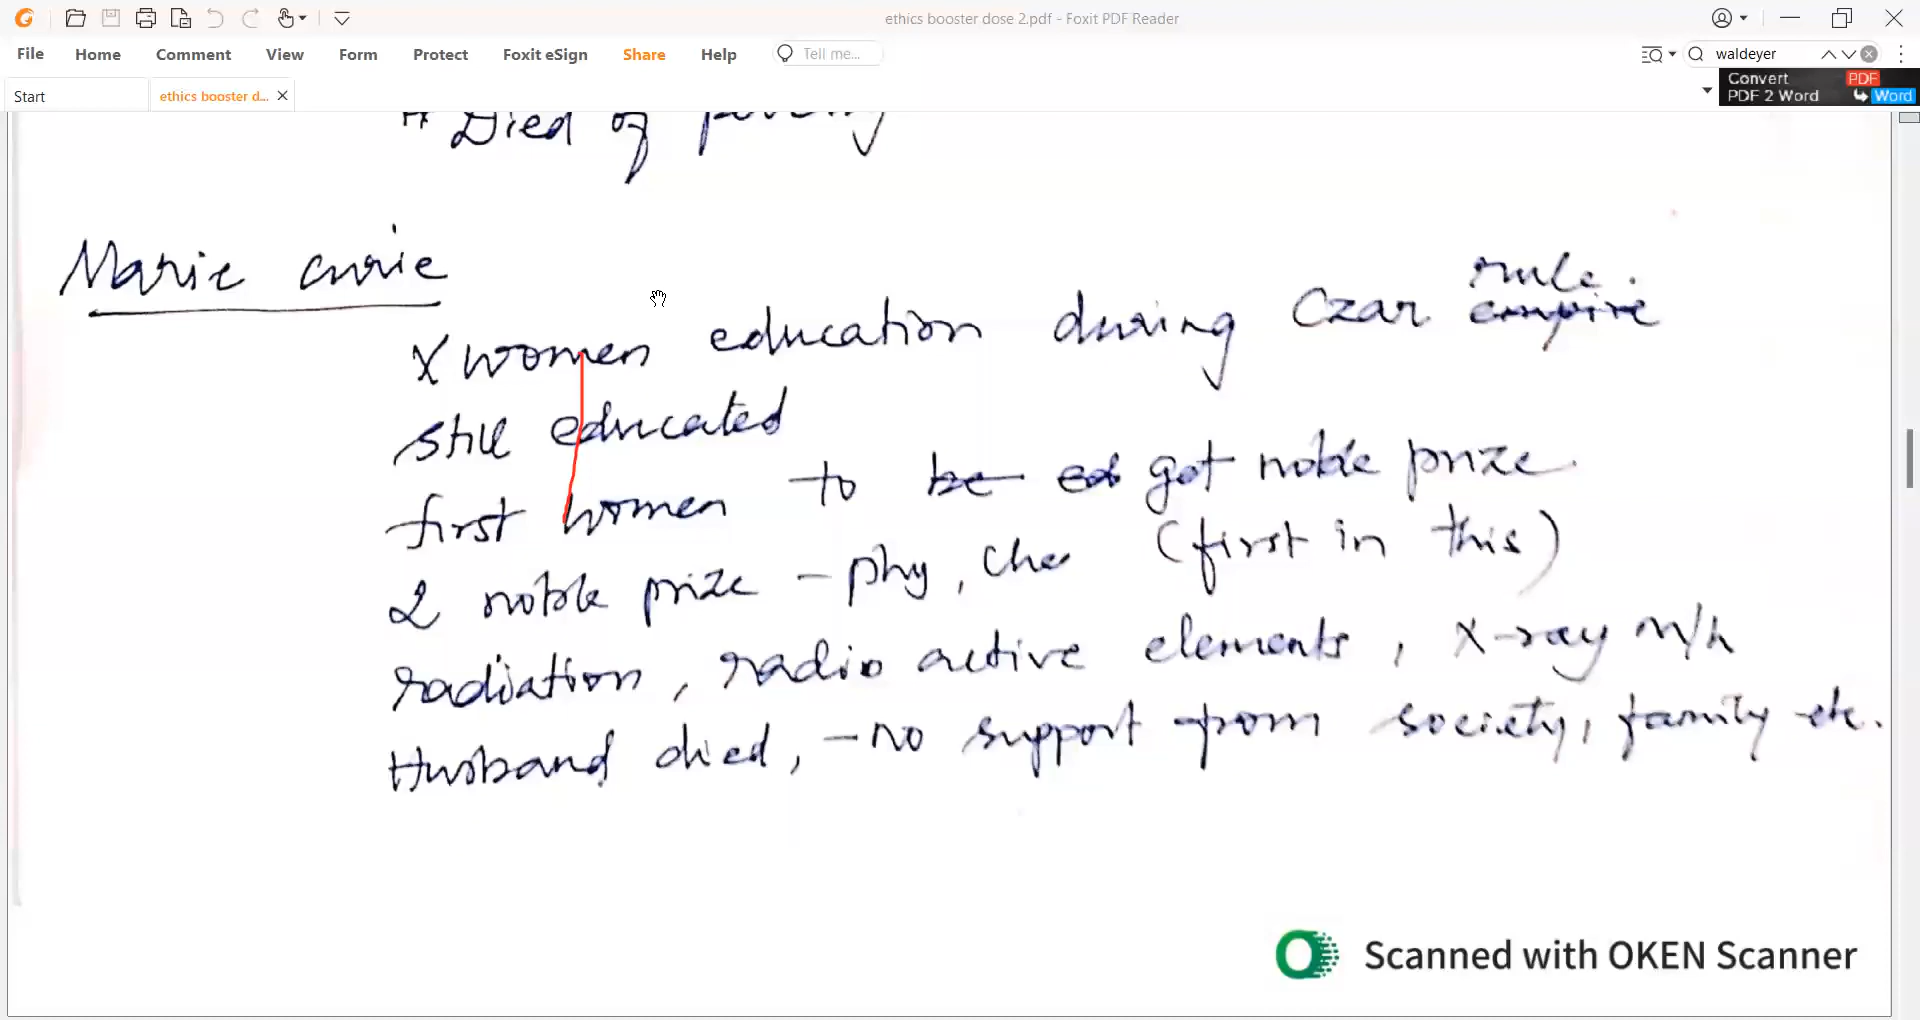 ethics booster dose 2.pdf - Foxit PDF Reader
File Home Comment View Form Protect Foxit eSign Share Help Tell me... waldeyer
Convert PDF
PDF 2 Word Word
Start ethics booster d...
Died of poverty
Marie curie
rule.
X women education during Czar empire
still educated
first women to be ed got noble prize.
2 noble prize - phy, che (first in this)
radiation, radio active elements, X-ray m/h
Husband died, - no support from society, family etc.
Scanned with OKEN Scanner